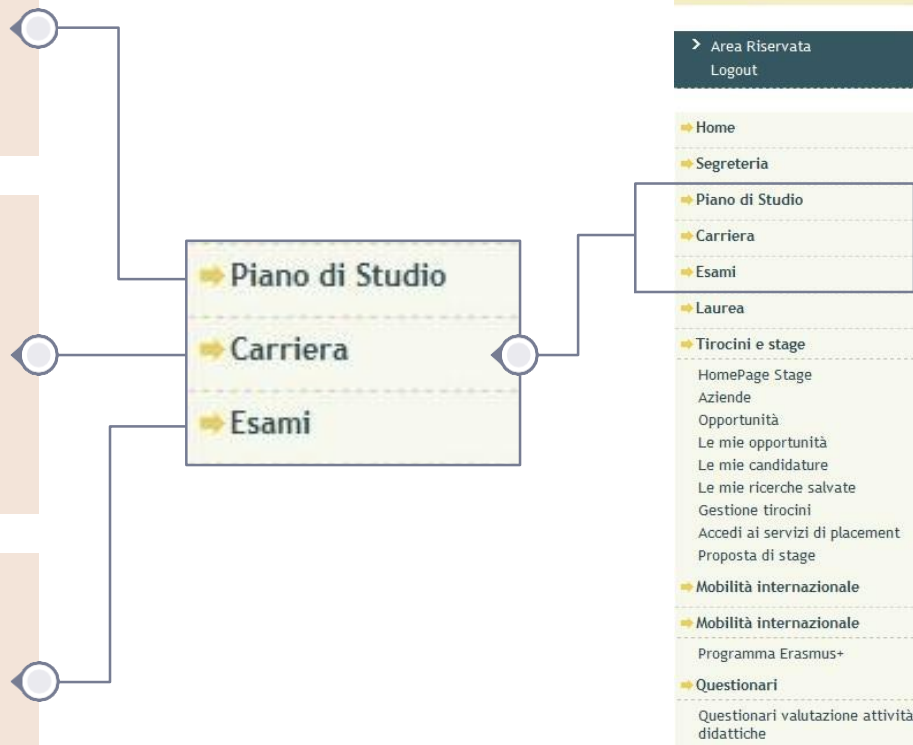 Piano di Studio
Carriera
Esami
Area Riservata
Logout
Home
Segreteria
Piano di Studio
Carriera
Esami
Laurea
Tirocini e stage
HomePage Stage
Aziende
Opportunità
Le mie opportunità
Le mie candidature
Le mie ricerche salvate
Gestione tirocini
Accedi ai servizi di placement
Proposta di stage
Mobilità internazionale
Mobilità internazionale
Programma Erasmus+
Questionari
Questionari valutazione attività
didattiche